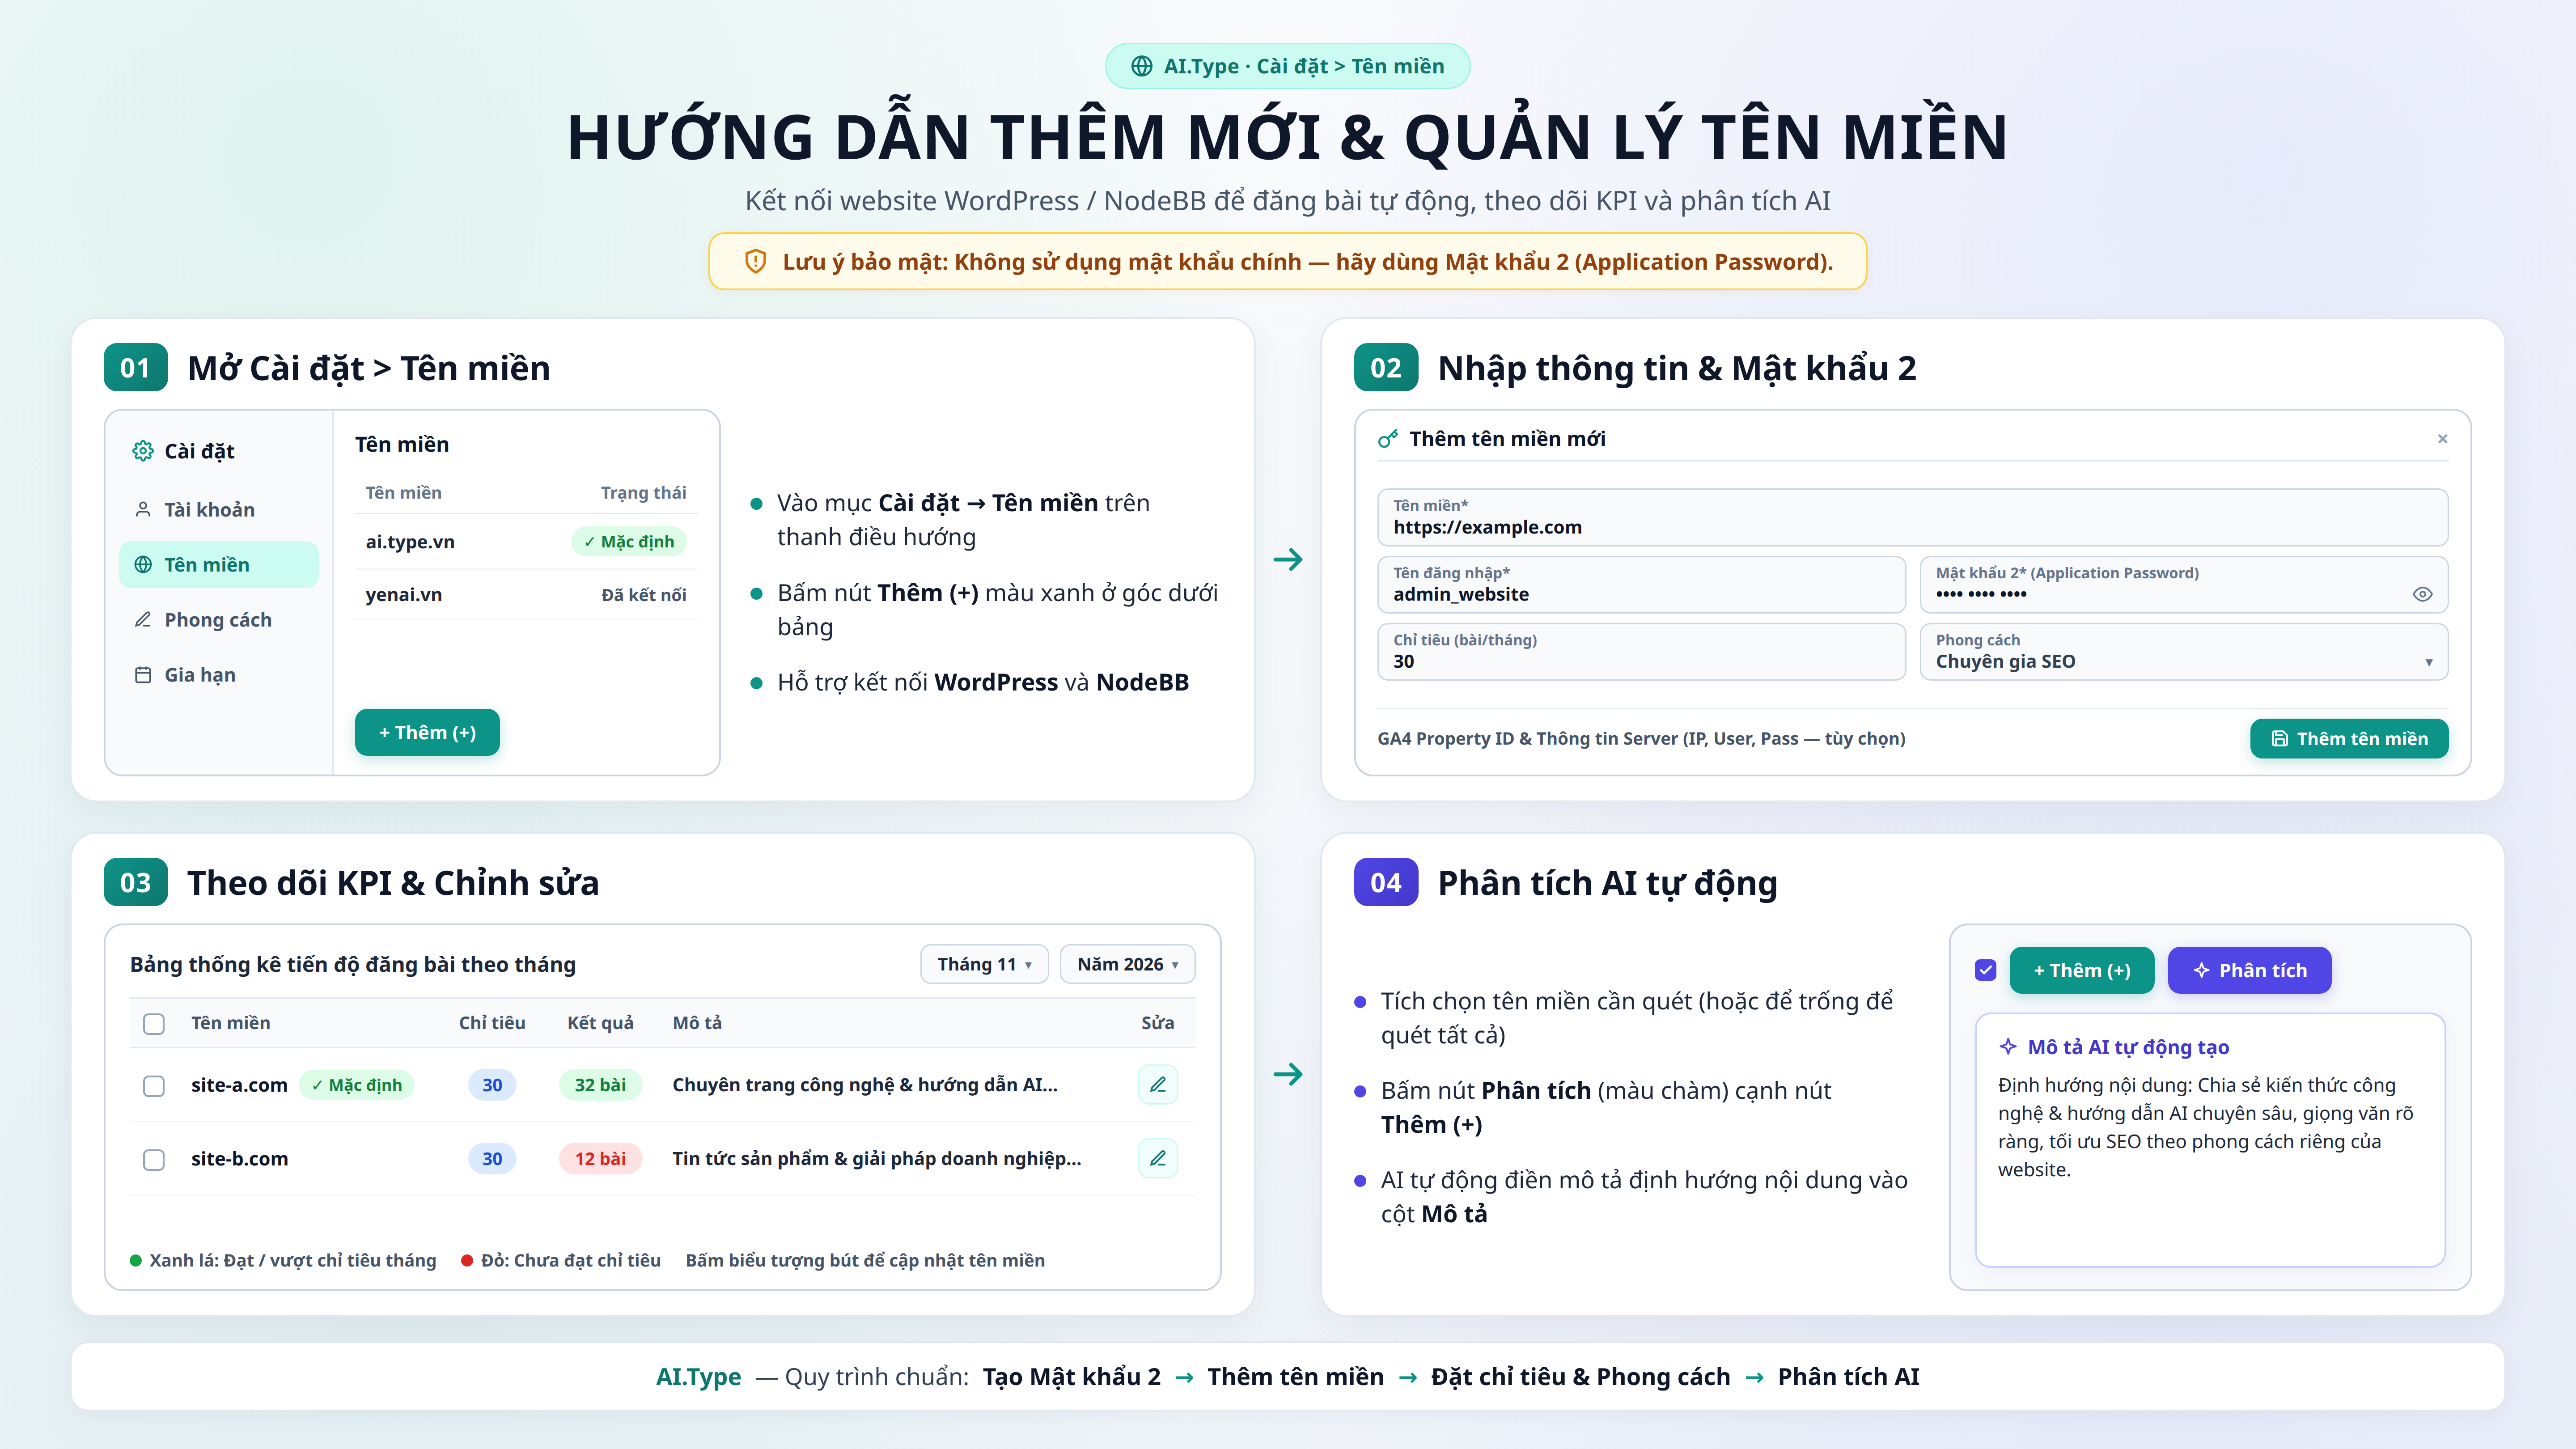 AI.Type · Cài đặt > Tên miền
HƯỚNG DẪN THÊM MỚI & QUẢN LÝ TÊN MIỀN
Kết nối website WordPress / NodeBB để đăng bài tự động, theo dõi KPI và phân tích AI
Lưu ý bảo mật: Không sử dụng mật khẩu chính — hãy dùng Mật khẩu 2 (Application Password).
01 Mở Cài đặt > Tên miền
Cài đặt
Tài khoản
Tên miền
Phong cách
Gia hạn
Tên miền
Tên miền Trạng thái
ai.type.vn ✓ Mặc định
yenai.vn Đã kết nối
+ Thêm (+)
Vào mục Cài đặt → Tên miền trên
thanh điều hướng
Bấm nút Thêm (+) màu xanh ở góc dưới
bảng
Hỗ trợ kết nối WordPress và NodeBB
→
02 Nhập thông tin & Mật khẩu 2
Thêm tên miền mới ×
Tên miền*
https://example.com
Tên đăng nhập*
admin_website
Mật khẩu 2* (Application Password)
•••• •••• ••••
Chỉ tiêu (bài/tháng)
30
Phong cách
Chuyên gia SEO ▾
GA4 Property ID & Thông tin Server (IP, User, Pass — tùy chọn)
Thêm tên miền
03 Theo dõi KPI & Chỉnh sửa
Bảng thống kê tiến độ đăng bài theo tháng Tháng 11 ▾ Năm 2026 ▾
Tên miền Chỉ tiêu Kết quả Mô tả Sửa
site-a.com ✓ Mặc định 30 32 bài Chuyên trang công nghệ & hướng dẫn AI...
site-b.com 30 12 bài Tin tức sản phẩm & giải pháp doanh nghiệp...
Xanh lá: Đạt / vượt chỉ tiêu tháng Đỏ: Chưa đạt chỉ tiêu Bấm biểu tượng bút để cập nhật tên miền
→
04 Phân tích AI tự động
Tích chọn tên miền cần quét (hoặc để trống để
quét tất cả)
Bấm nút Phân tích (màu chàm) cạnh nút
Thêm (+)
AI tự động điền mô tả định hướng nội dung vào
cột Mô tả
+ Thêm (+) Phân tích
Mô tả AI tự động tạo
Định hướng nội dung: Chia sẻ kiến thức công
nghệ & hướng dẫn AI chuyên sâu, giọng văn rõ
ràng, tối ưu SEO theo phong cách riêng của
website.
AI.Type — Quy trình chuẩn: Tạo Mật khẩu 2 → Thêm tên miền → Đặt chỉ tiêu & Phong cách → Phân tích AI